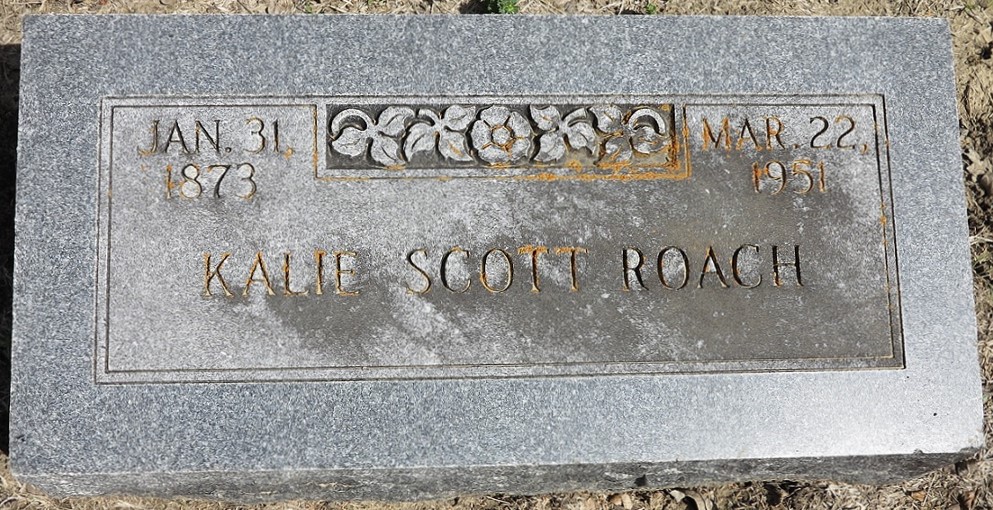 JAN. 31,
1873
MAR. 22,
1951
KALIE SCOTT ROACH